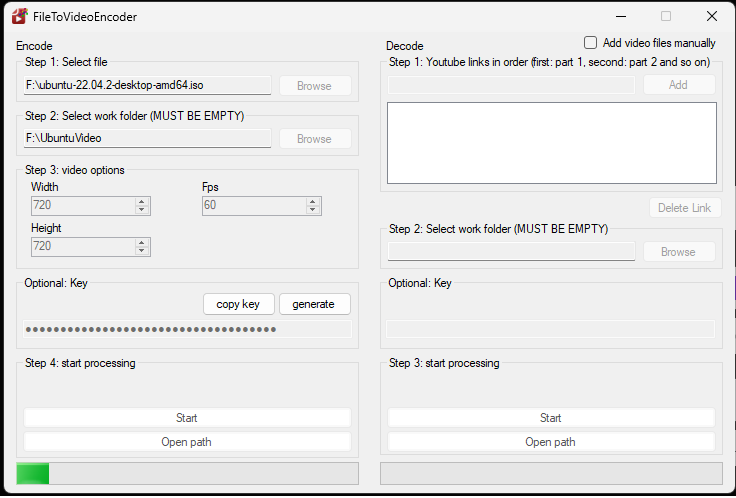 FileToVideoEncoder
Encode
Step 1: Select file
F:\ubuntu-22.04.2-desktop-amd64.iso
Browse
Step 2: Select work folder (MUST BE EMPTY)
F:\UbuntuVideo
Browse
Step 3: video options
Width
Fps
720
60
Height
720
Optional: Key
copy key
generate
●●●●●●●●●●●●●●●●●●●●●●●●●●●●●●●●●●●●
Step 4: start processing
Start
Open path
Decode
Add video files manually
Step 1: Youtube links in order (first: part 1, second: part 2 and so on)
Add
Delete Link
Step 2: Select work folder (MUST BE EMPTY)
Browse
Optional: Key
Step 3: start processing
Start
Open path